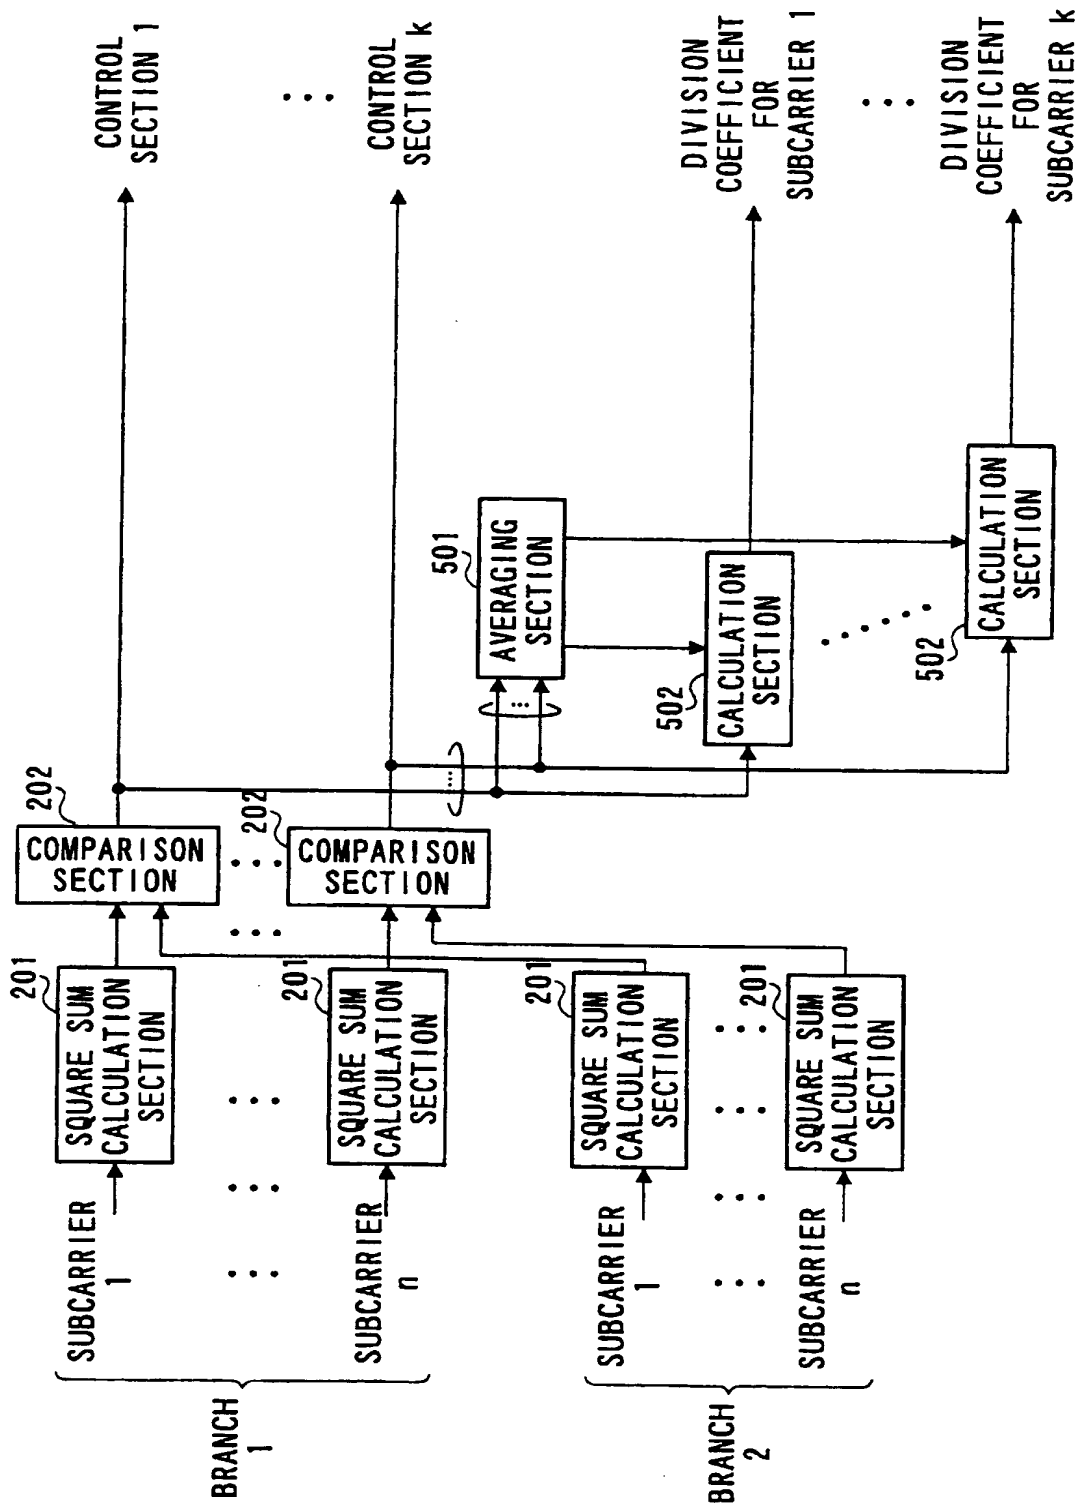 BRANCH
1
SUBCARRIER
1
SUBCARRIER
n
BRANCH
2
SUBCARRIER
1
SUBCARRIER
n
201
SQUARE SUM
CALCULATION
SECTION
201
SQUARE SUM
CALCULATION
SECTION
201
SQUARE SUM
CALCULATION
SECTION
201
SQUARE SUM
CALCULATION
SECTION
202
COMPARISON
SECTION
202
COMPARISON
SECTION
501
AVERAGING
SECTION
502
CALCULATION
SECTION
502
CALCULATION
SECTION
CONTROL
SECTION 1
CONTROL
SECTION k
DIVISION
COEFFICIENT
FOR
SUBCARRIER 1
DIVISION
COEFFICIENT
FOR
SUBCARRIER k